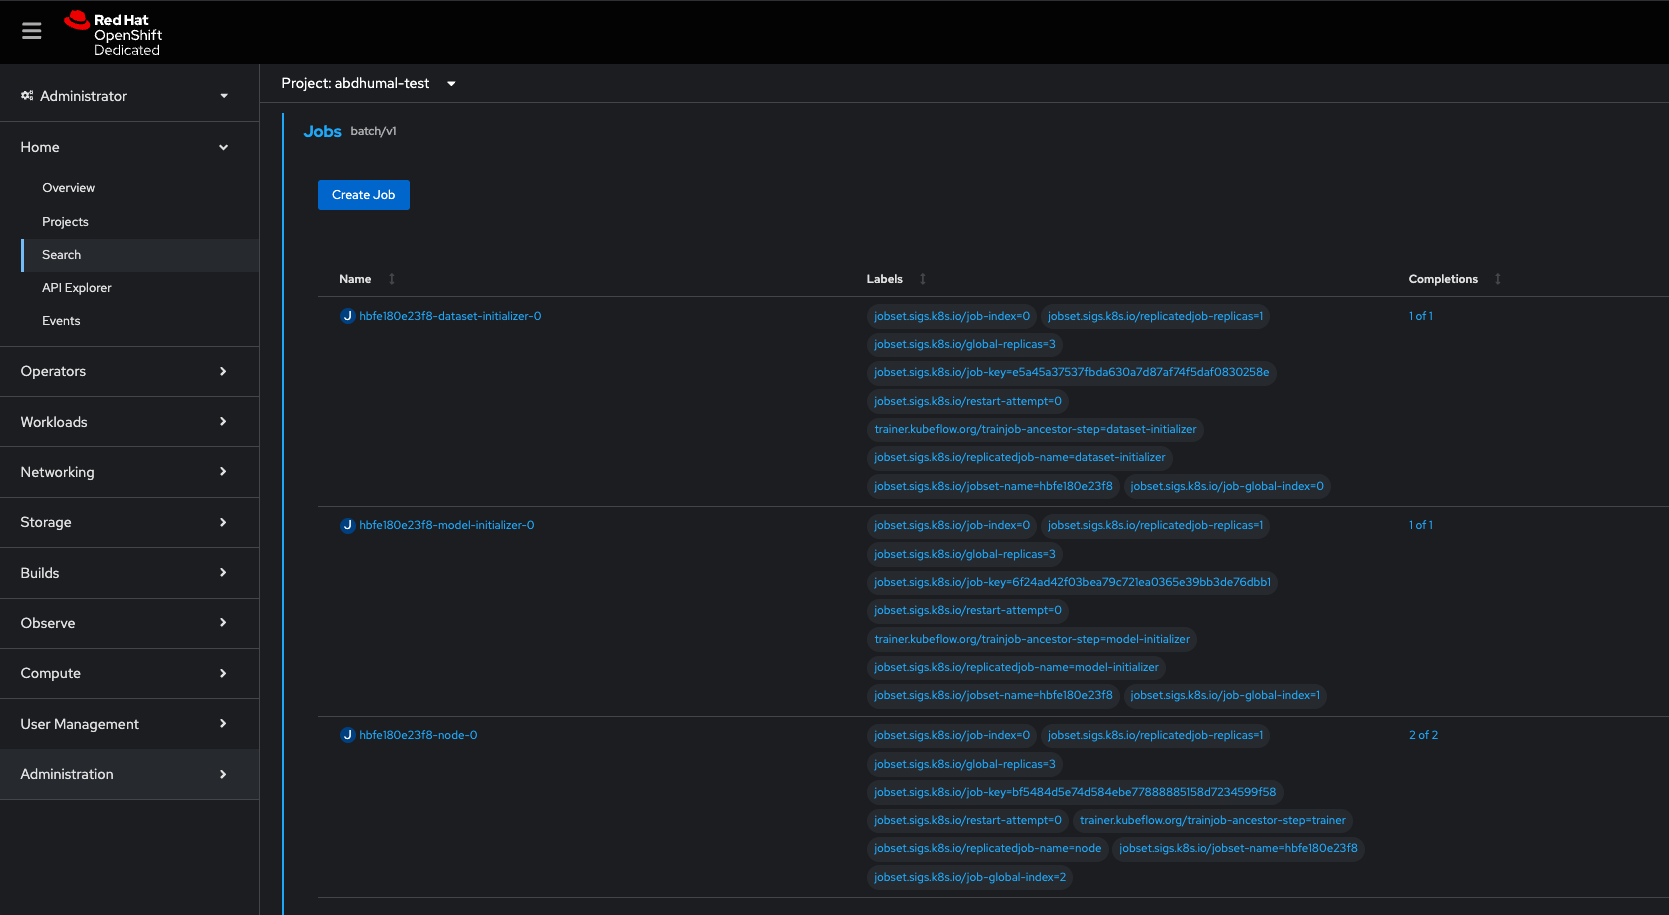 Red Hat
OpenShift
Dedicated
Administrator
Home
Overview
Projects
Search
API Explorer
Events
Operators
Workloads
Networking
Storage
Builds
Observe
Compute
User Management
Administration
Project: abdhumal-test
Jobs batch/v1
Create Job
Name Labels Completions
J hbfe180e23f8-dataset-initializer-0 jobset.sigs.k8s.io/job-index=0 jobset.sigs.k8s.io/replicatedjob-replicas=1 1 of 1
jobset.sigs.k8s.io/global-replicas=3
jobset.sigs.k8s.io/job-key=e5a45a37537fbda630a7d87af74f5daf0830258e
jobset.sigs.k8s.io/restart-attempt=0
trainer.kubeflow.org/trainjob-ancestor-step=dataset-initializer
jobset.sigs.k8s.io/replicatedjob-name=dataset-initializer
jobset.sigs.k8s.io/jobset-name=hbfe180e23f8 jobset.sigs.k8s.io/job-global-index=0
J hbfe180e23f8-model-initializer-0 jobset.sigs.k8s.io/job-index=0 jobset.sigs.k8s.io/replicatedjob-replicas=1 1 of 1
jobset.sigs.k8s.io/global-replicas=3
jobset.sigs.k8s.io/job-key=6f24ad42f03bea79c721ea0365e39bb3de76dbb1
jobset.sigs.k8s.io/restart-attempt=0
trainer.kubeflow.org/trainjob-ancestor-step=model-initializer
jobset.sigs.k8s.io/replicatedjob-name=model-initializer
jobset.sigs.k8s.io/jobset-name=hbfe180e23f8 jobset.sigs.k8s.io/job-global-index=1
J hbfe180e23f8-node-0 jobset.sigs.k8s.io/job-index=0 jobset.sigs.k8s.io/replicatedjob-replicas=1 2 of 2
jobset.sigs.k8s.io/global-replicas=3
jobset.sigs.k8s.io/job-key=bf5484d5e74d584ebe77888885158d7234599f58
jobset.sigs.k8s.io/restart-attempt=0 trainer.kubeflow.org/trainjob-ancestor-step=trainer
jobset.sigs.k8s.io/replicatedjob-name=node jobset.sigs.k8s.io/jobset-name=hbfe180e23f8
jobset.sigs.k8s.io/job-global-index=2